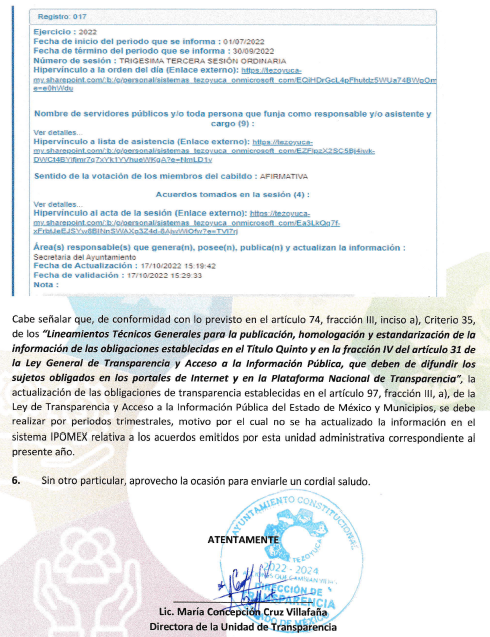 Registro: 017
Ejercicio : 2022
Fecha de inicio del periodo que se informa : 01/07/2022
Fecha de término del periodo que se informa : 30/09/2022
Número de sesión : TRIGESIMA TERCERA SESIÓN ORDINARIA
Hipervínculo a la orden del día (Enlace externo): https://tezoyuca-
my.sharepoint.com/:b:/g/personal/sistemas_tezoyuca_onmicrosoft_com/
Nombre de servidores públicos y/o toda persona que funja como responsable y/o asistente y
cargo (9) :
Ver detalles...
Hipervínculo a lista de asistencia (Enlace externo): https://tezoyuca-
my.sharepoint.com/:b:/g/personal/sistemas_tezoyuca_onmicrosoft_com/
Sentido de la votación de los miembros del cabildo : AFIRMATIVA
Acuerdos tomados en la sesión (4) :
Ver detalles...
Hipervínculo al acta de la sesión (Enlace externo): https://tezoyuca-
my.sharepoint.com/:b:/g/personal/sistemas_tezoyuca_onmicrosoft_com/
Área(s) responsable(s) que genera(n), posee(n), publica(n) y actualizan la información :
Secretaria del Ayuntamiento
Fecha de Actualización : 17/10/2022 15:19:42
Fecha de validación : 17/10/2022 15:29:33
Nota :
Cabe señalar que, de conformidad con lo previsto en el artículo 74, fracción III, inciso a), Criterio 35,
de los "Lineamientos Técnicos Generales para la publicación, homologación y estandarización de la
información de las obligaciones establecidas en el Título Quinto y en la fracción IV del artículo 31 de
la Ley General de Transparencia y Acceso a la Información Pública, que deben de difundir los
sujetos obligados en los portales de Internet y en la Plataforma Nacional de Transparencia", la
actualización de las obligaciones de transparencia establecidas en el artículo 97, fracción III, a), de la
Ley de Transparencia y Acceso a la Información Pública del Estado de México y Municipios, se debe
realizar por periodos trimestrales, motivo por el cual no se ha actualizado la información en el
sistema IPOMEX relativa a los acuerdos emitidos por esta unidad administrativa correspondiente al
presente año.
6. Sin otro particular, aprovecho la ocasión para enviarle un cordial saludo.
AYUNTAMIENTO CONSTITUCIONAL
ATENTAMENTE
TEZOYUCA
2022 - 2024
DIRECCIÓN DE
TRANSPARENCIA
Lic. María Concepción Cruz Villafaña
Directora de la Unidad de Transparencia